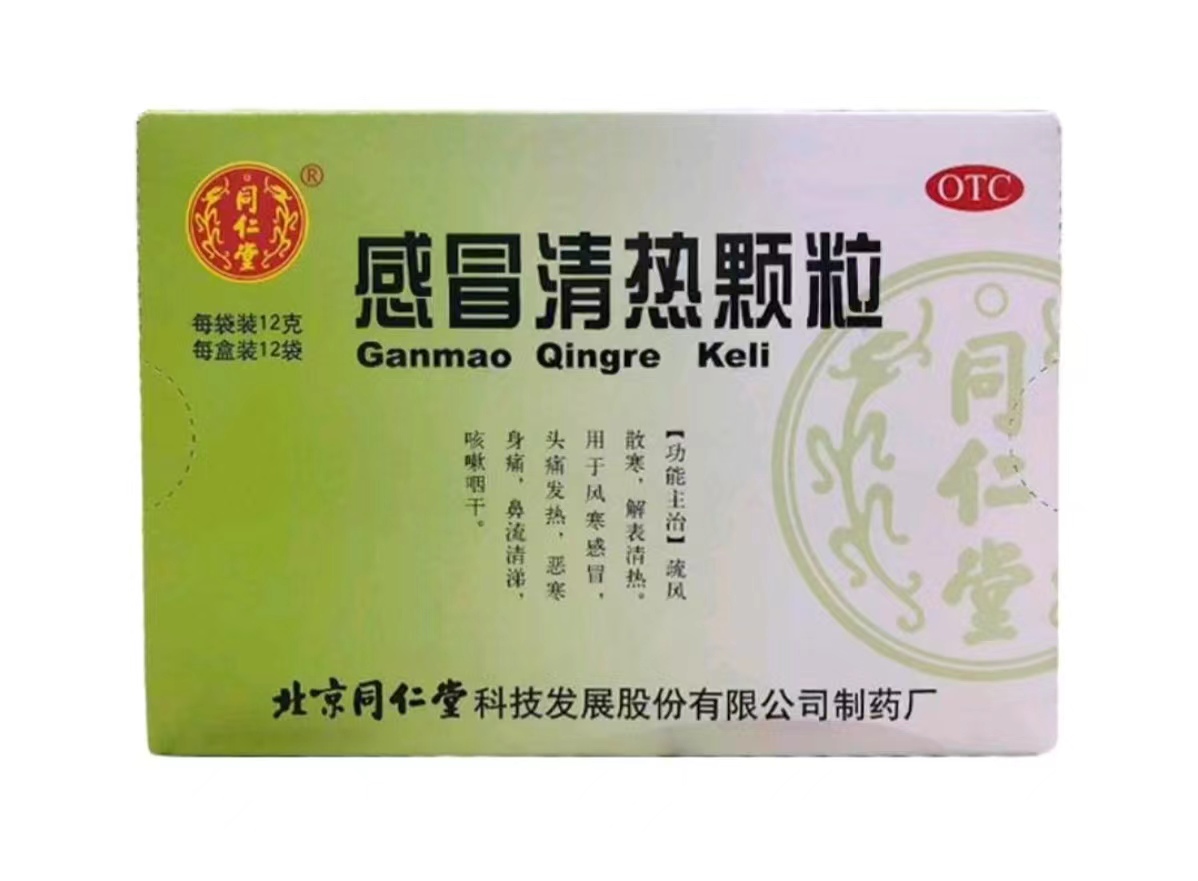 同仁堂
®
OTC
感冒清热颗粒
Ganmao Qingre Keli
每袋装12克
每盒装12袋
【功能主治】疏风
散寒，解表清热。
用于风寒感冒，
头痛发热，恶寒
身痛，鼻流清涕，
咳嗽咽干。
同仁堂
北京同仁堂科技发展股份有限公司制药厂